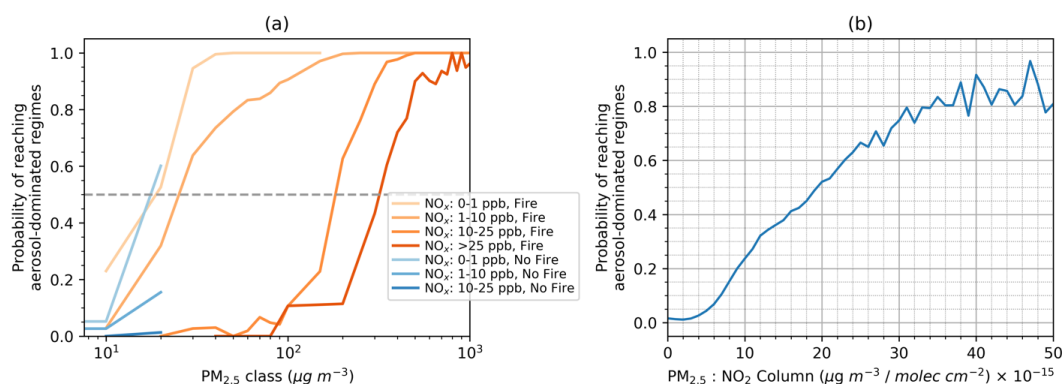 (a)
Probability of reaching
aerosol-dominated regimes
1.0
0.8
0.6
0.4
0.2
0.0
10¹
10²
10³
PM₂.₅ class (μg m⁻³)
NOₓ: 0-1 ppb, Fire
NOₓ: 1-10 ppb, Fire
NOₓ: 10-25 ppb, Fire
NOₓ: >25 ppb, Fire
NOₓ: 0-1 ppb, No Fire
NOₓ: 1-10 ppb, No Fire
NOₓ: 10-25 ppb, No Fire
(b)
Probability of reaching
aerosol-dominated regimes
1.0
0.8
0.6
0.4
0.2
0.0
0
10
20
30
40
50
PM₂.₅ : NO₂ Column (μg m⁻³ / molec cm⁻²) × 10⁻¹⁵